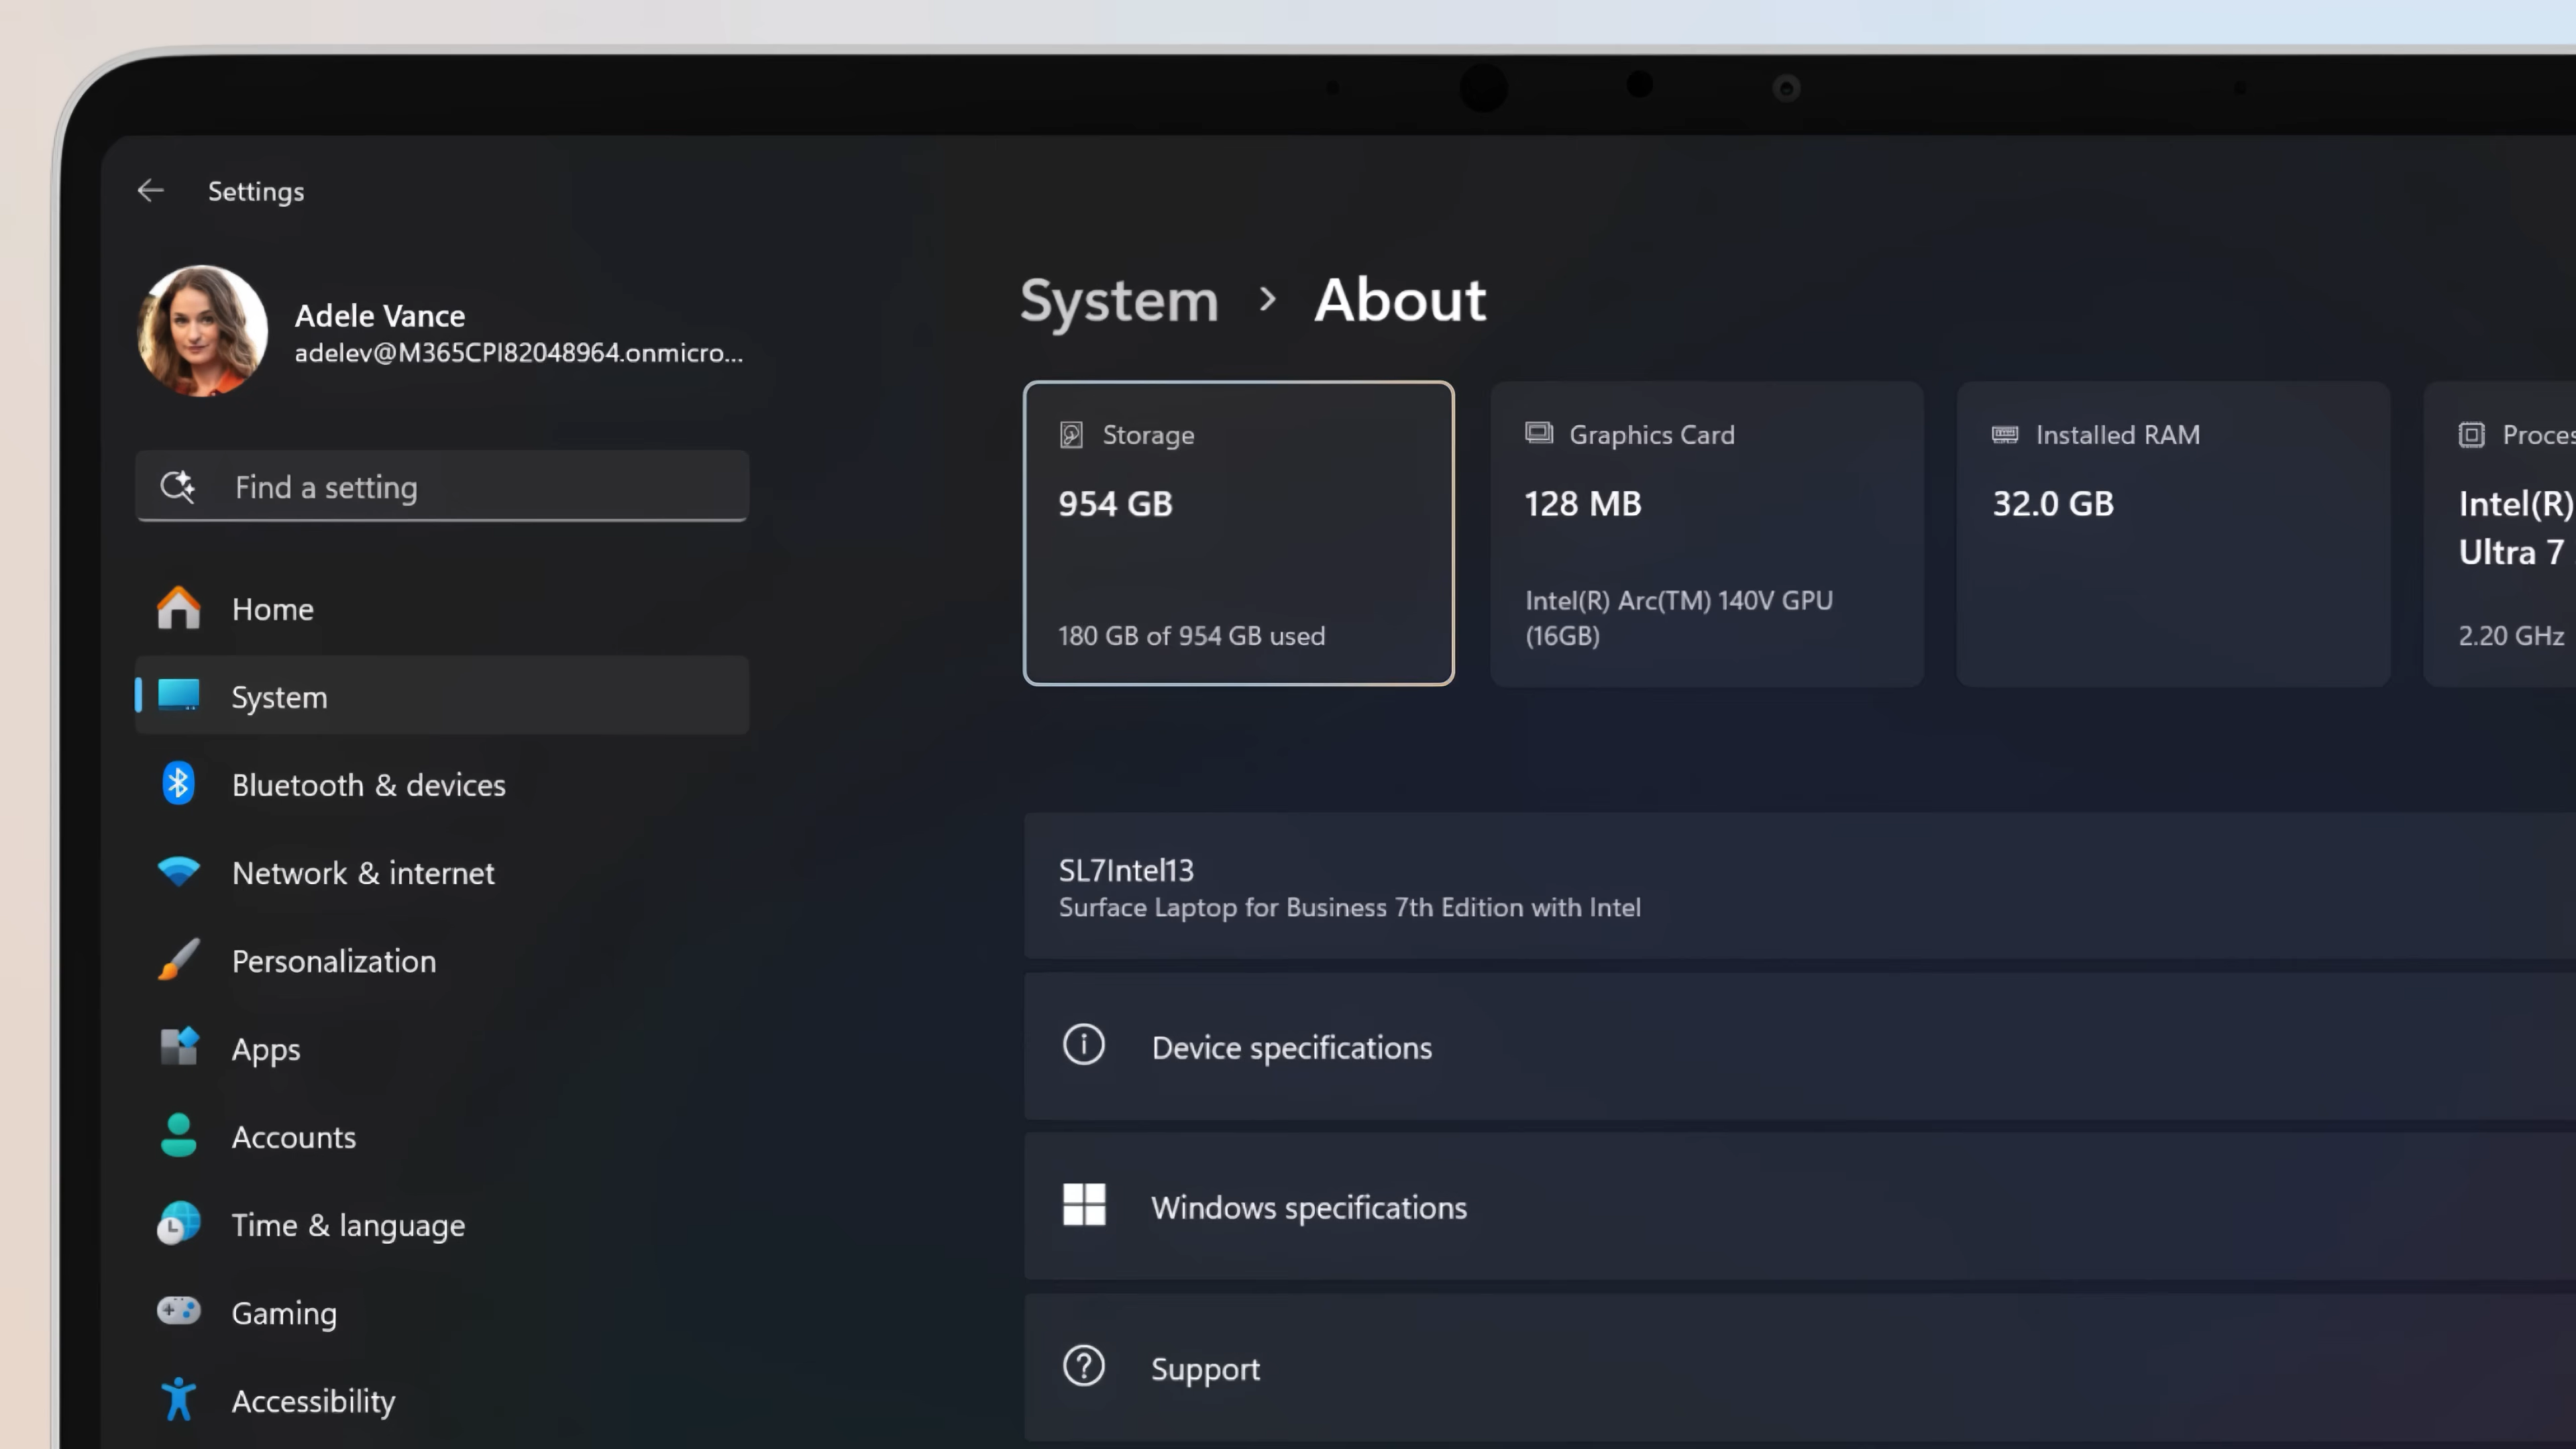 Settings
Adele Vance
adelev@M365CPI82048964.onmicro...
Find a setting
Home
System
Bluetooth & devices
Network & internet
Personalization
Apps
Accounts
Time & language
Gaming
Accessibility
System > About
Storage
954 GB
180 GB of 954 GB used
Graphics Card
128 MB
Intel(R) Arc(TM) 140V GPU
(16GB)
Installed RAM
32.0 GB
Intel(R)
Ultra 7
2.20 GHz
SL7Intel13
Surface Laptop for Business 7th Edition with Intel
Device specifications
Windows specifications
Support